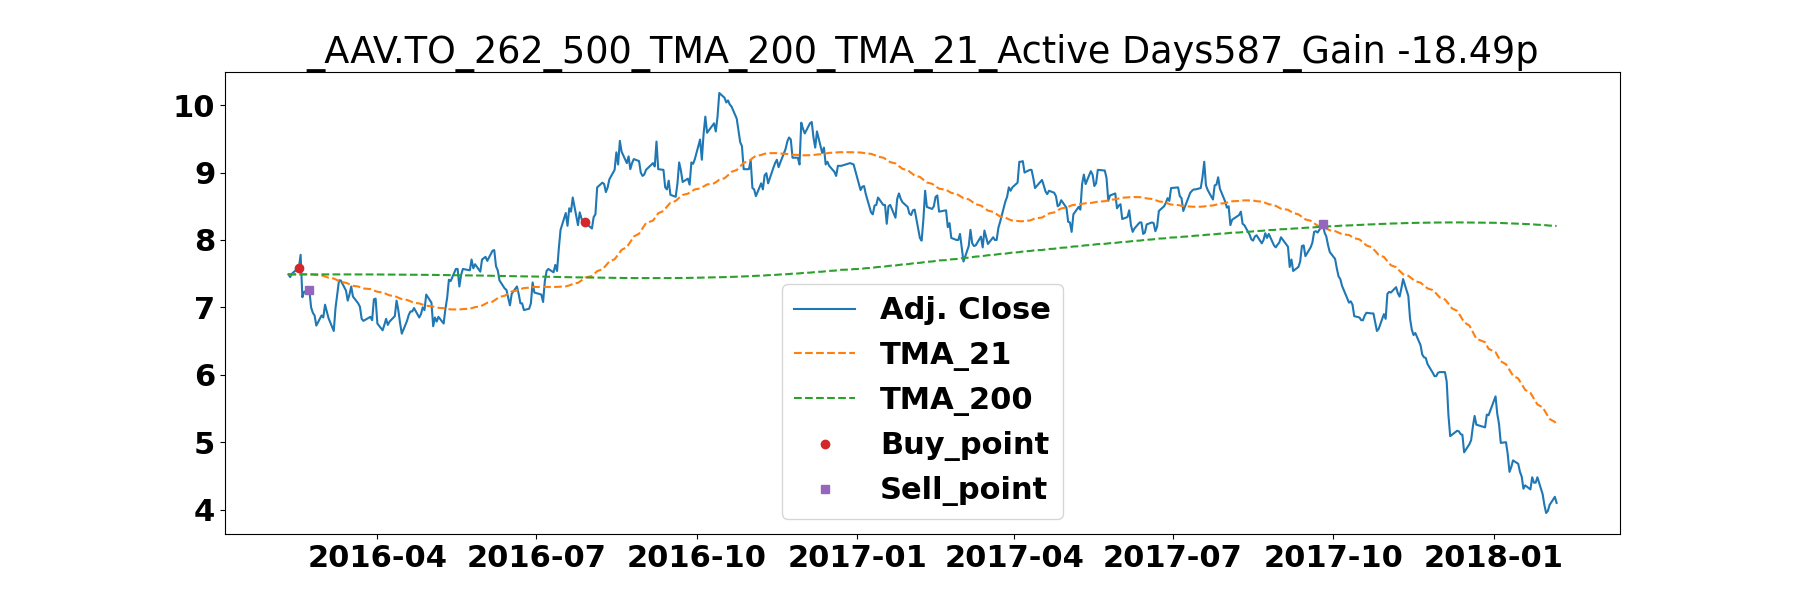 _AAV.TO_262_500_TMA_200_TMA_21_Active Days587_Gain -18.49p
10
9
8
7
6
5
4
Adj. Close
TMA_21
TMA_200
Buy_point
Sell_point
2016-04 2016-07 2016-10 2017-01 2017-04 2017-07 2017-10 2018-01